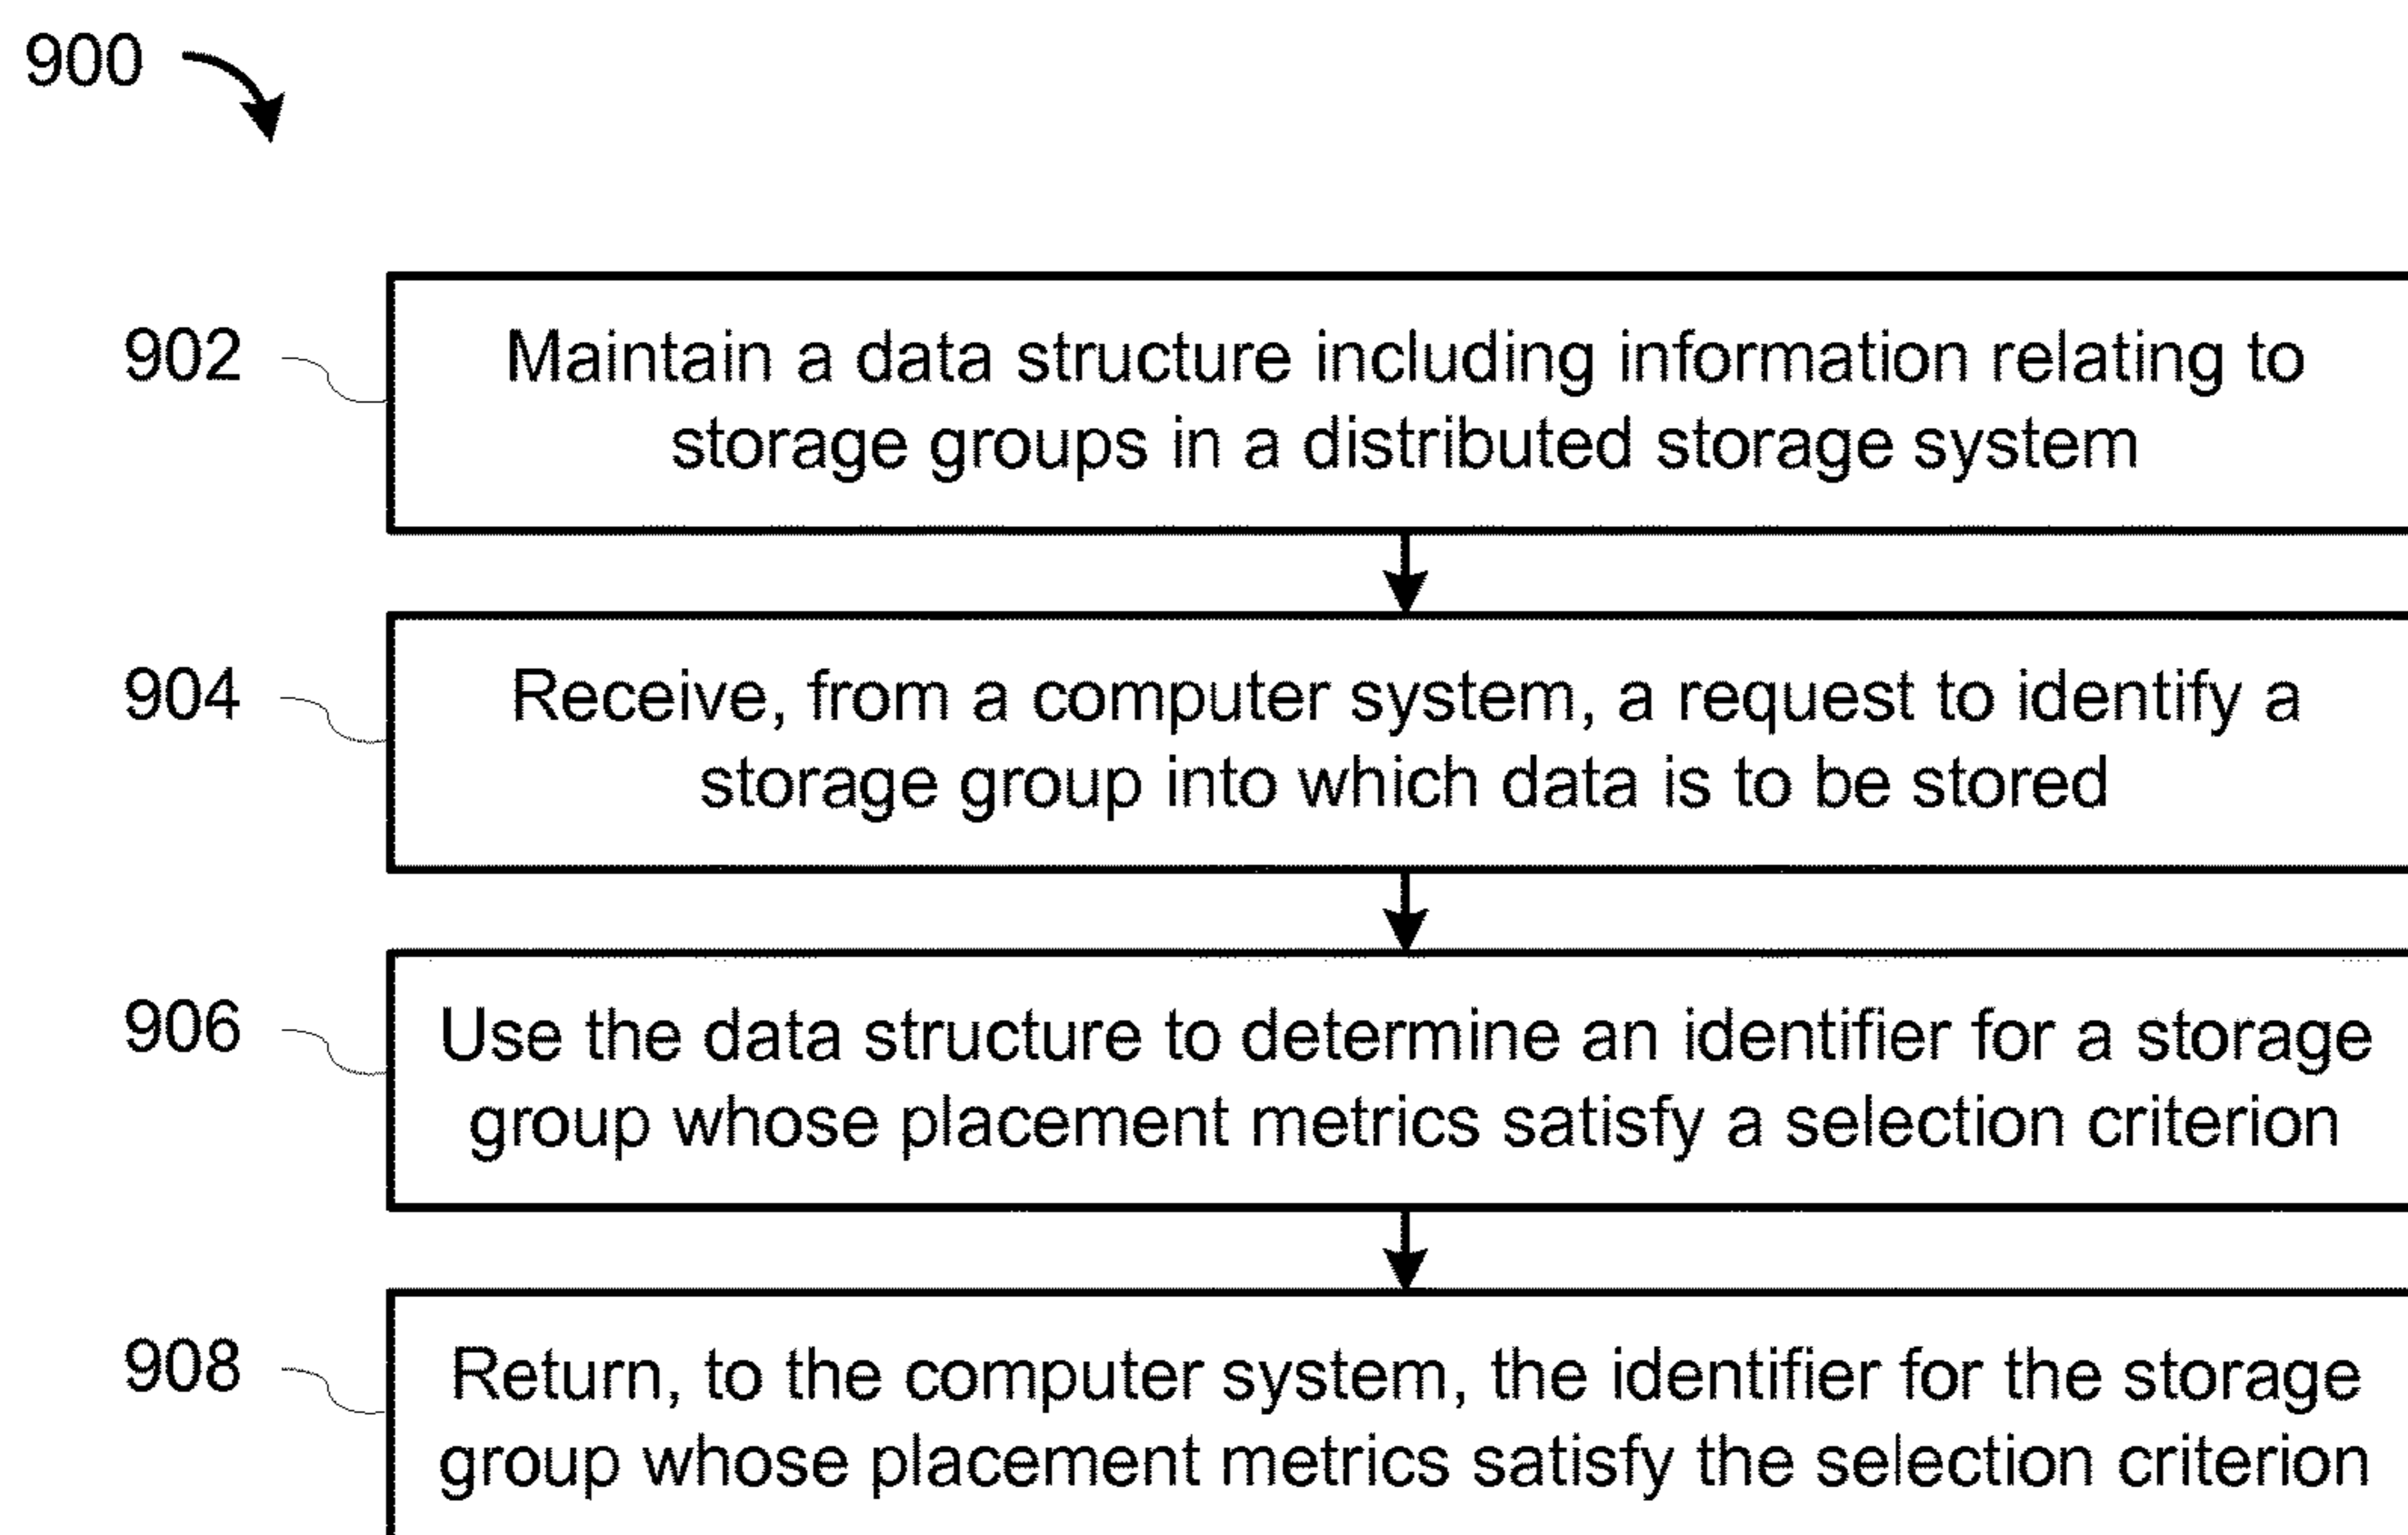 900
902
Maintain a data structure including information relating to
storage groups in a distributed storage system
904
Receive, from a computer system, a request to identify a
storage group into which data is to be stored
906
Use the data structure to determine an identifier for a storage
group whose placement metrics satisfy a selection criterion
908
Return, to the computer system, the identifier for the storage
group whose placement metrics satisfy the selection criterion